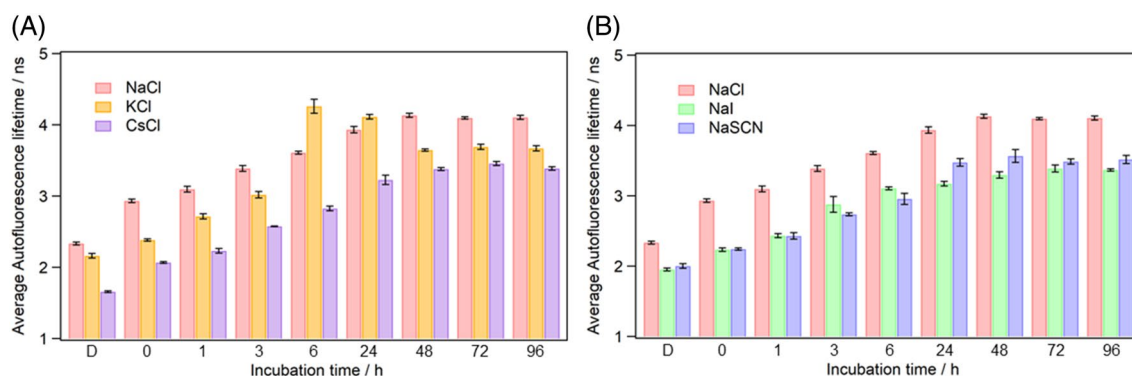 (A)
Average Autofluorescence lifetime / ns
5
4
3
2
1
NaCl
KCl
CsCl
D 0 1 3 6 24 48 72 96
Incubation time / h
(B)
Average Autofluorescence lifetime / ns
5
4
3
2
1
NaCl
NaI
NaSCN
D 0 1 3 6 24 48 72 96
Incubation time / h